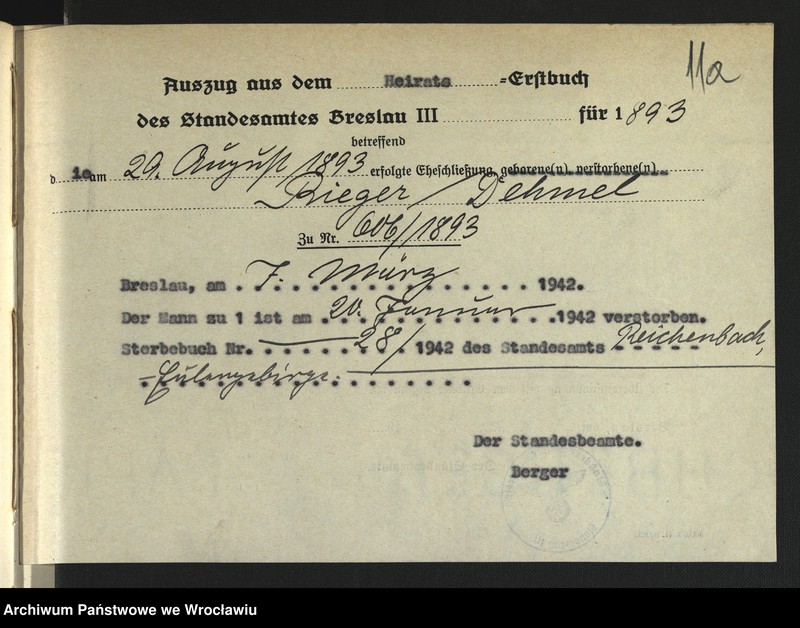 11a
Auszug aus dem Heirats -Erstbuch
des Standesamtes Breslau III für 1893
betreffend
die am 29. August 1893 erfolgte Eheschließung, geborene(n), verstorbene(n)
Rieger / Dehmel
Zu Nr. 606/1893
Breslau, am 7. März 1942.
Der Mann zu 1 ist am 20. Januar 1942 verstorben.
Sterbebuch Nr. 28/1942 des Standesamts Reichenbach,
Eulengebirge.
Der Standesbeamte.
Berger
Archiwum Państwowe we Wrocławiu